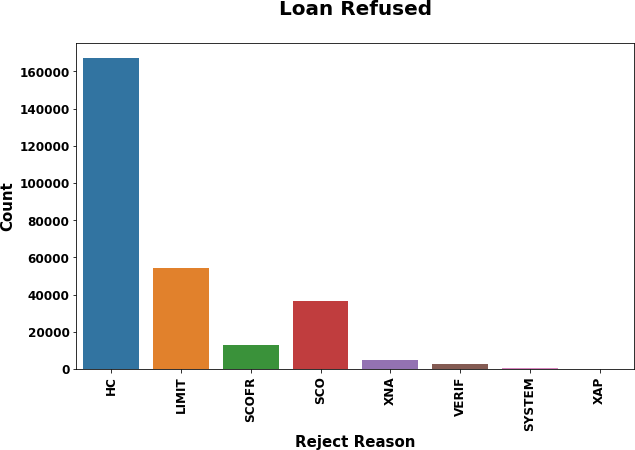 Loan Refused
Count
160000
140000
120000
100000
80000
60000
40000
20000
0
HC
LIMIT
SCOFR
SCO
XNA
VERIF
SYSTEM
XAP
Reject Reason